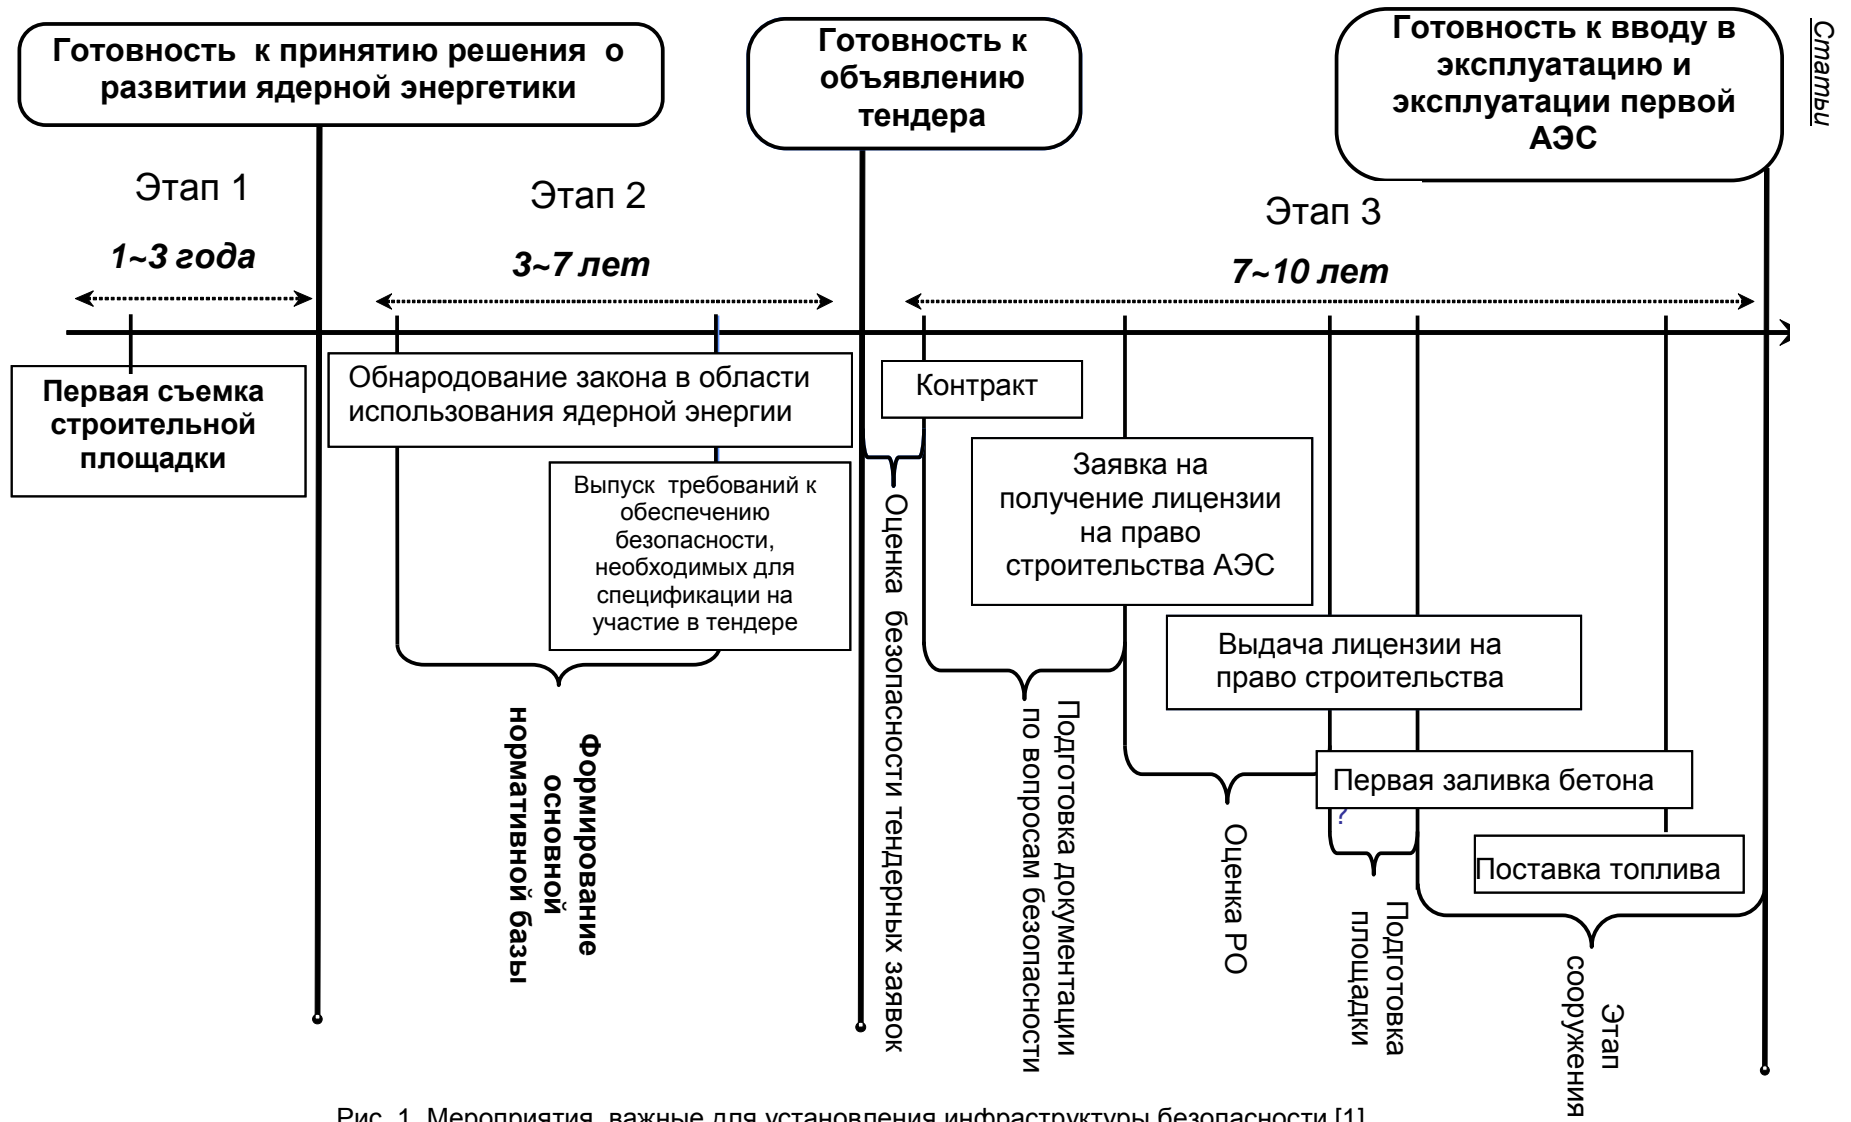 Готовность к принятию решения о
развитии ядерной энергетики
Готовность к
объявлению
тендера
Готовность к вводу в
эксплуатацию и
эксплуатации первой
АЭС
Статьи
Этап 1
Этап 2
Этап 3
1~3 года
3~7 лет
7~10 лет
Первая съемка
строительной
площадки
Обнародование закона в области
использования ядерной энергии
Контракт
Выпуск требований к
обеспечению
безопасности,
необходимых для
спецификации на
участие в тендере
Заявка на
получение лицензии
на право
строительства АЭС
Выдача лицензии на
право строительства
Первая заливка бетона
?
Поставка топлива
Формирование
основной
нормативной базы
Оценка безопасности тендерных заявок
Подготовка документации
по вопросам безопасности
Оценка РО
Подготовка
площадки
Этап
сооружения
Рис. 1. Мероприятия, важные для установления инфраструктуры безопасности [1]